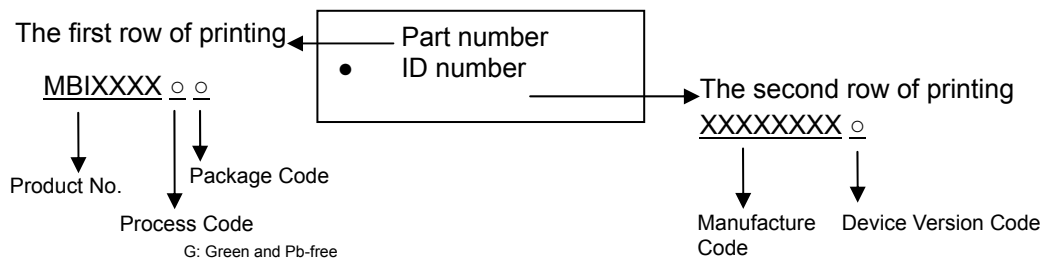 The first row of printing
Part number
● ID number
MBIXXXX ○ ○
The second row of printing
XXXXXXXX ○
Product No.
Package Code
Process Code
G: Green and Pb-free
Manufacture
Code
Device Version Code